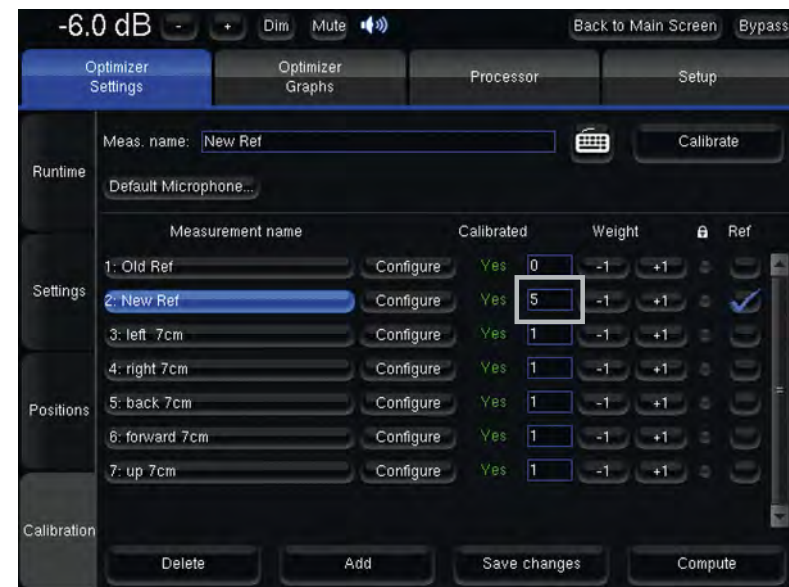 -6.0 dB - + Dim Mute Back to Main Screen Bypass
Optimizer Settings Optimizer Graphs Processor Setup
Meas. name: New Ref Calibrate
Runtime
Default Microphone...
Measurement name Calibrated Weight Ref
1: Old Ref Configure Yes 0 -1 +1
Settings
2: New Ref Configure Yes 5 -1 +1
3: left 7cm Configure Yes 1 -1 +1
4: right 7cm Configure Yes 1 -1 +1
Positions
5: back 7cm Configure Yes 1 -1 +1
6: forward 7cm Configure Yes 1 -1 +1
7: up 7cm Configure Yes 1 -1 +1
Calibration
Delete Add Save changes Compute